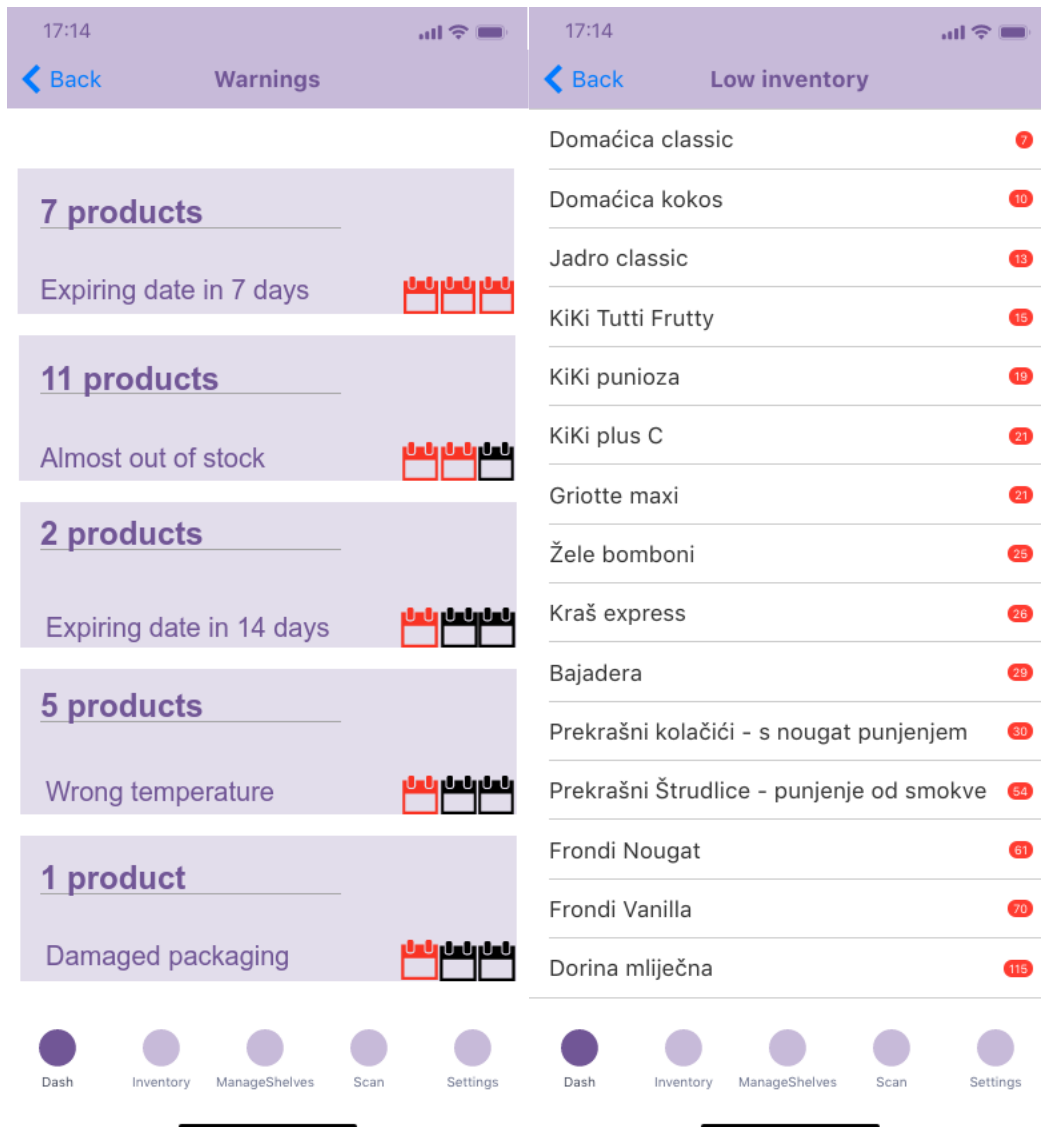 17:14
Back
Warnings
7 products
Expiring date in 7 days
11 products
Almost out of stock
2 products
Expiring date in 14 days
5 products
Wrong temperature
1 product
Damaged packaging
Dash
Inventory
ManageShelves
Scan
Settings
17:14
Back
Low inventory
Domaćica classic 7
Domaćica kokos 10
Jadro classic 13
KiKi Tutti Frutty 15
KiKi punioza 19
KiKi plus C 21
Griotte maxi 21
Žele bomboni 25
Kraš express 26
Bajadera 29
Prekrašni kolačići - s nougat punjenjem 30
Prekrašni Štrudlice - punjenje od smokve 54
Frondi Nougat 61
Frondi Vanilla 70
Dorina mliječna 115
Dash
Inventory
ManageShelves
Scan
Settings